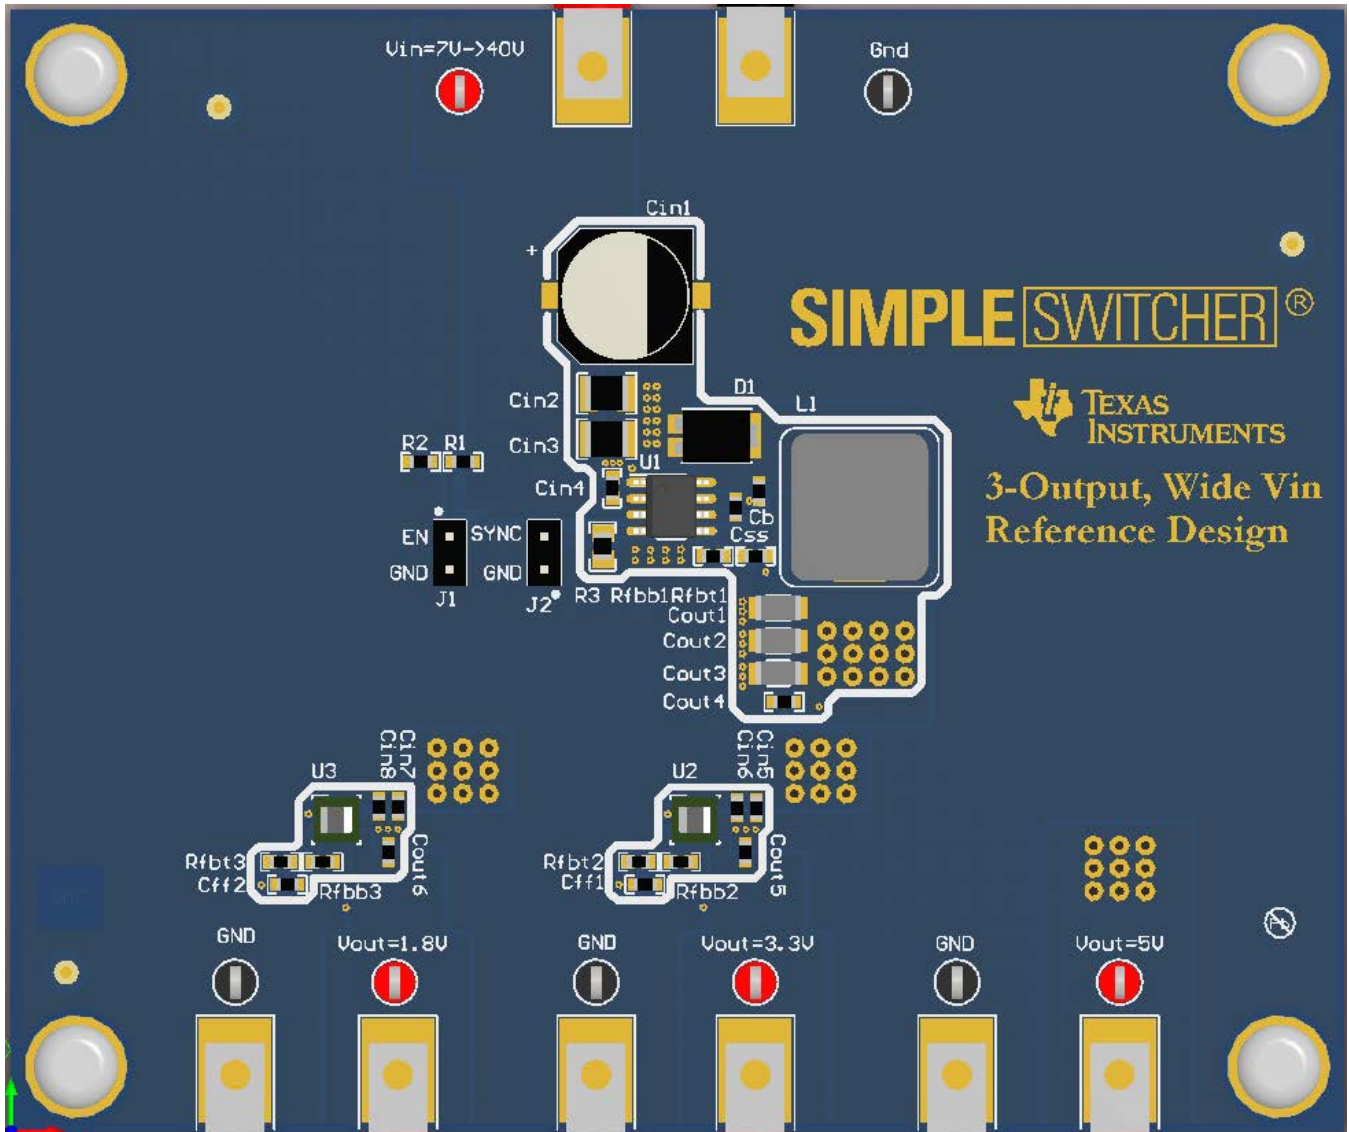 Vin=7V->40V
Gnd
Cin1
+
SIMPLE SWITCHER ®
Cin2
D1
L1
TEXAS
INSTRUMENTS
R2 R1
Cin3
U1
3-Output, Wide Vin
Reference Design
Cin4
Cb
Css
EN
GND
J1
SYNC
GND
J2
R3 Rfbb1 Rfbt1
Cout1
Cout2
Cout3
Cout4
U3
Cin8
Cin7
U2
Cin6
Cin5
Rfbt3
Cff2
Rfbb3
Cout6
Rfbt2
Cff1
Rfbb2
Cout5
GND
Vout=1.8V
GND
Vout=3.3V
GND
Vout=5V
Pb